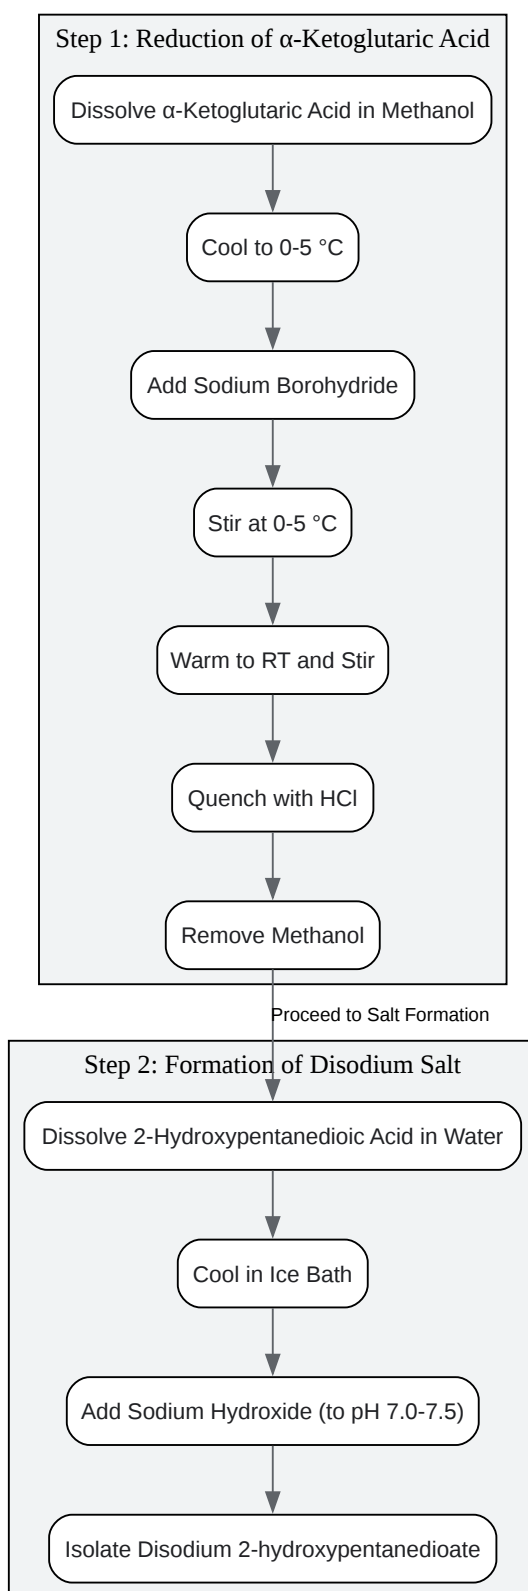 Step 1: Reduction of α-Ketoglutaric Acid
Dissolve α-Ketoglutaric Acid in Methanol
Cool to 0-5 °C
Add Sodium Borohydride
Stir at 0-5 °C
Warm to RT and Stir
Quench with HCl
Remove Methanol
Proceed to Salt Formation
Step 2: Formation of Disodium Salt
Dissolve 2-Hydroxypentanedioic Acid in Water
Cool in Ice Bath
Add Sodium Hydroxide (to pH 7.0-7.5)
Isolate Disodium 2-hydroxypentanedioate